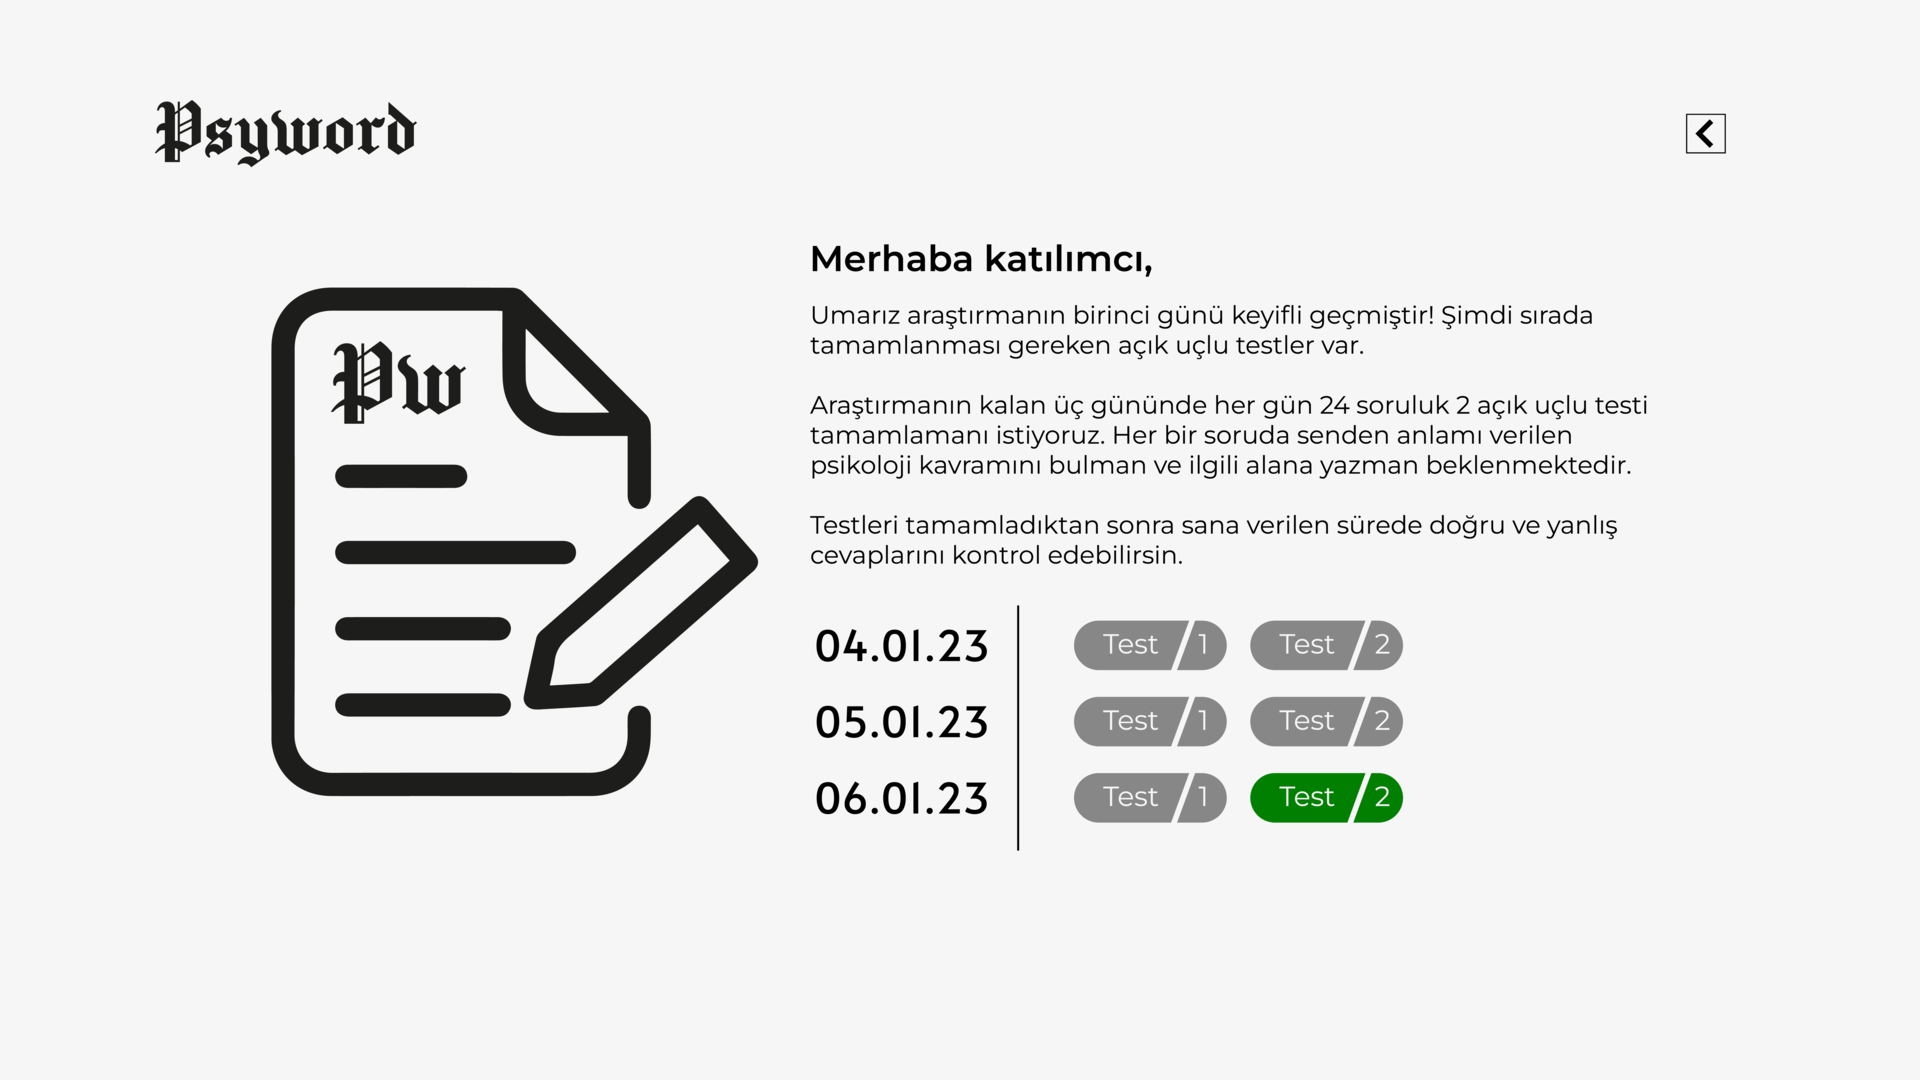 Psyword
Merhaba katılımcı,
Umarız araştırmanın birinci günü keyifli geçmiştir! Şimdi sırada
tamamlanması gereken açık uçlu testler var.
Araştırmanın kalan üç gününde her gün 24 soruluk 2 açık uçlu testi
tamamlamanı istiyoruz. Her bir soruda senden anlamı verilen
psikoloji kavramını bulman ve ilgili alana yazman beklenmektedir.
Testleri tamamladıktan sonra sana verilen sürede doğru ve yanlış
cevaplarını kontrol edebilirsin.
Pw
04.01.23 Test / 1 Test / 2
05.01.23 Test / 1 Test / 2
06.01.23 Test / 1 Test / 2